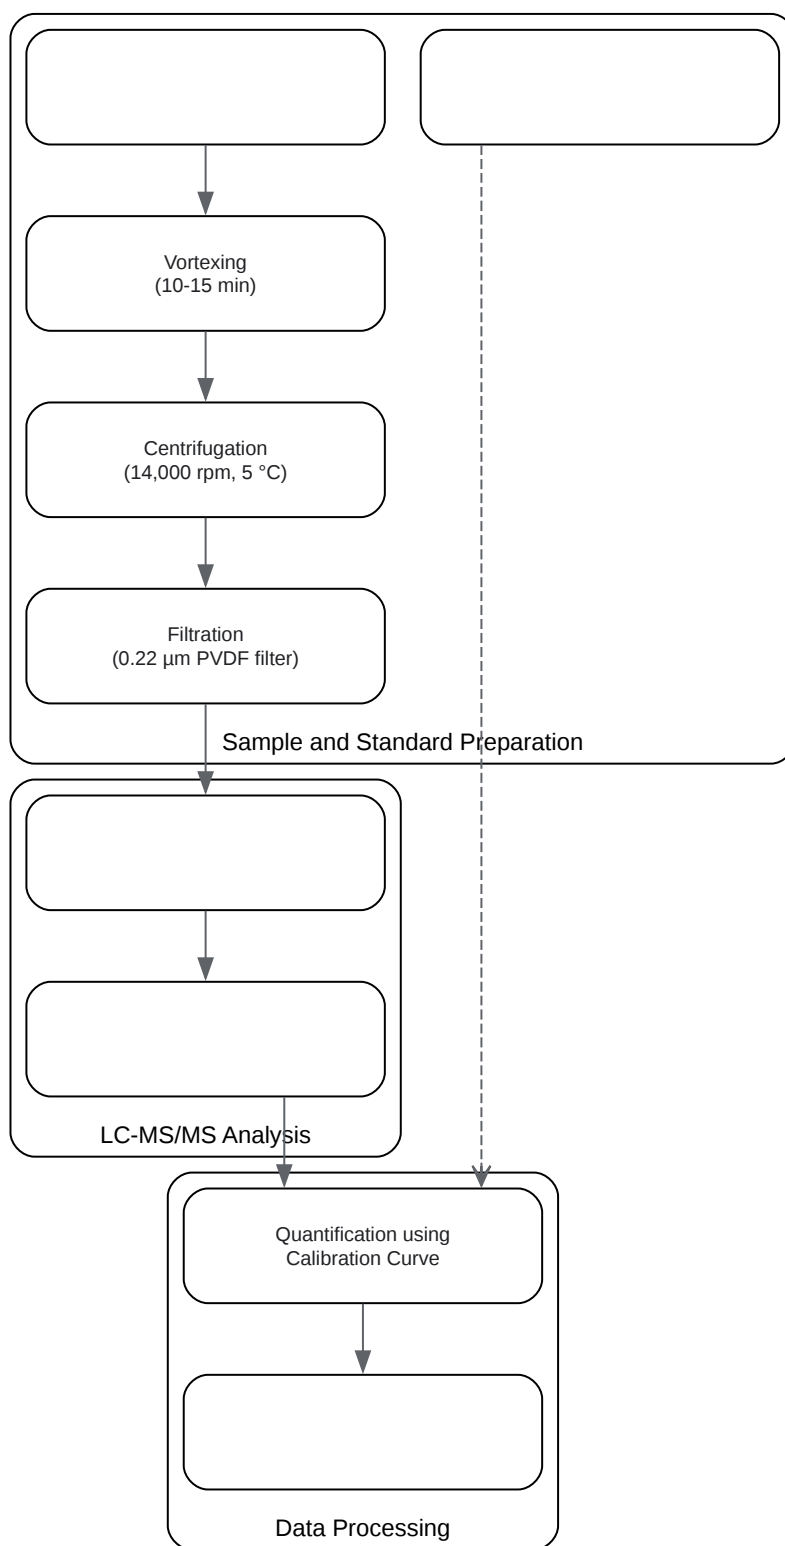 Vortexing
(10-15 min)
Centrifugation
(14,000 rpm, 5 °C)
Filtration
(0.22 µm PVDF filter)
Sample and Standard Preparation
LC-MS/MS Analysis
Quantification using
Calibration Curve
Data Processing